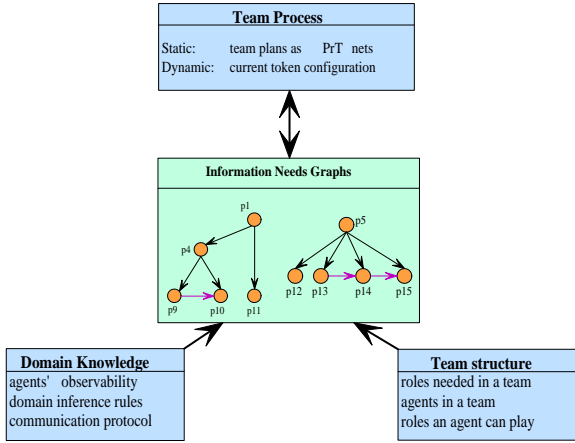 Team Process
Static: team plans as PrT nets
Dynamic: current token configuration
Information Needs Graphs
p1
p5
p4
p12 p13 p14 p15
p9 p10 p11
Domain Knowledge
agents' observability
domain inference rules
communication protocol
Team structure
roles needed in a team
agents in a team
roles an agent can play